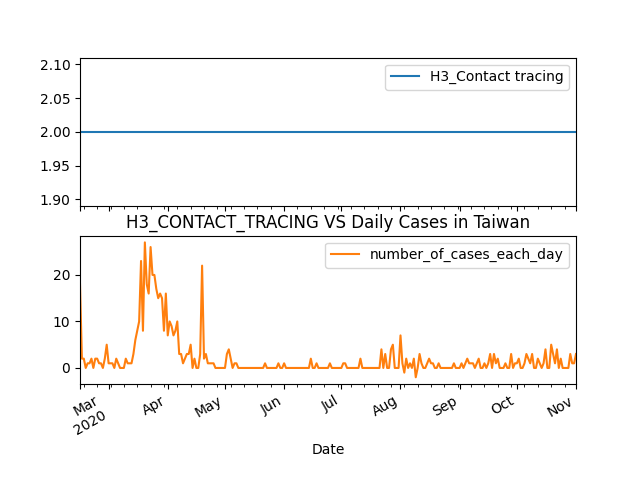 2.10
H3_Contact tracing
2.05
2.00
1.95
1.90
H3_CONTACT_TRACING VS Daily Cases in Taiwan
number_of_cases_each_day
20
10
0
Mar
2020
Apr
May
Jun
Jul
Aug
Sep
Oct
Nov
Date